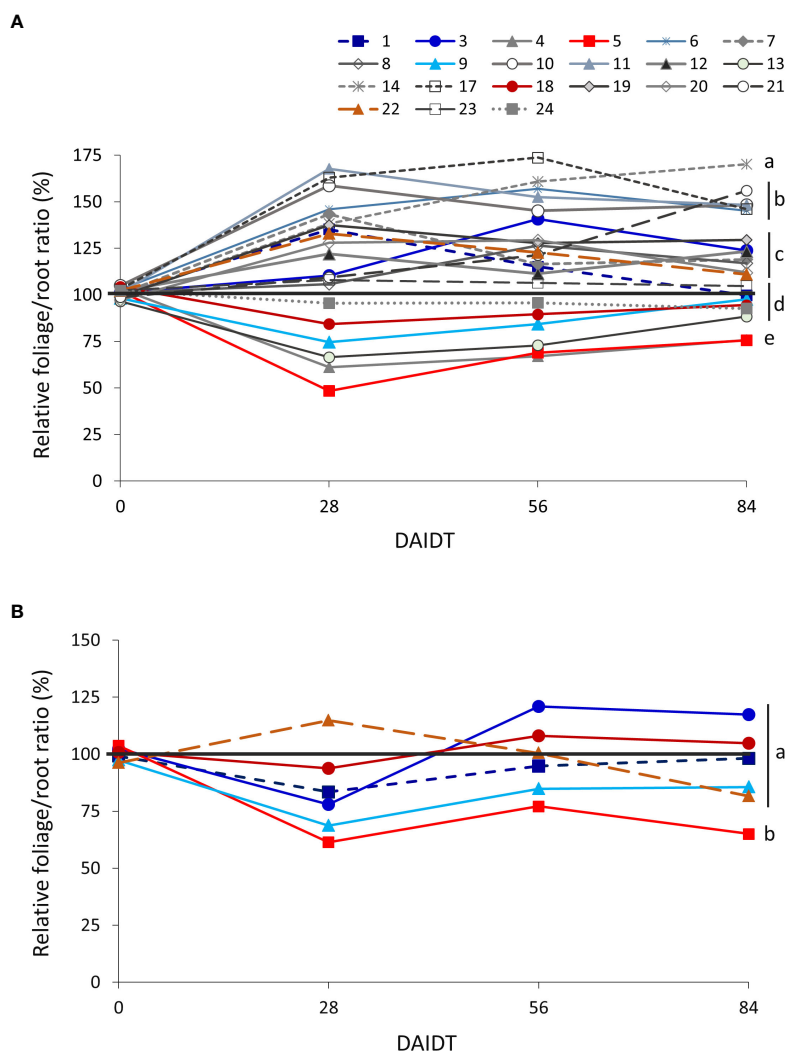 A
1 3 4 5 6 7
8 9 10 11 12 13
14 17 18 19 20 21
22 23 24
Relative foliage/root ratio (%)
175
150
125
100
75
50
25
0
0 28 56 84
DAIDT
a
b
c
d
e
B
Relative foliage/root ratio (%)
150
125
100
75
50
25
0
0 28 56 84
DAIDT
a
b